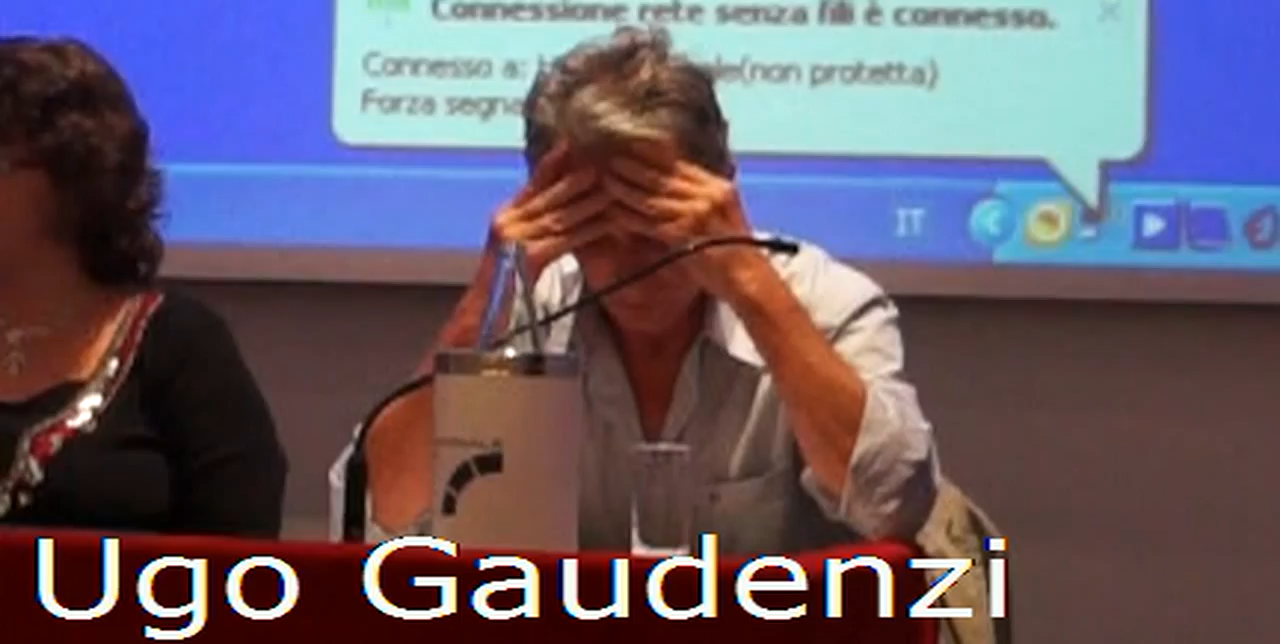 Connessione rete senza fili è connesso.
Connesso a: (non protetta)
Forza
IT
Ugo Gaudenzi